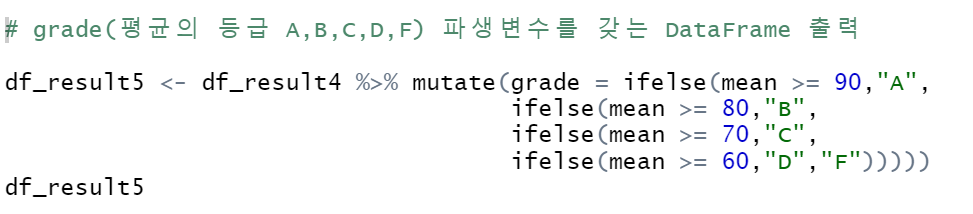 # grade(평균의 등급 A,B,C,D,F) 파생변수를 갖는 DataFrame 출력
df_result5 <- df_result4 %>% mutate(grade = ifelse(mean >= 90,"A",
ifelse(mean >= 80,"B",
ifelse(mean >= 70,"C",
ifelse(mean >= 60,"D","F")))))
df_result5